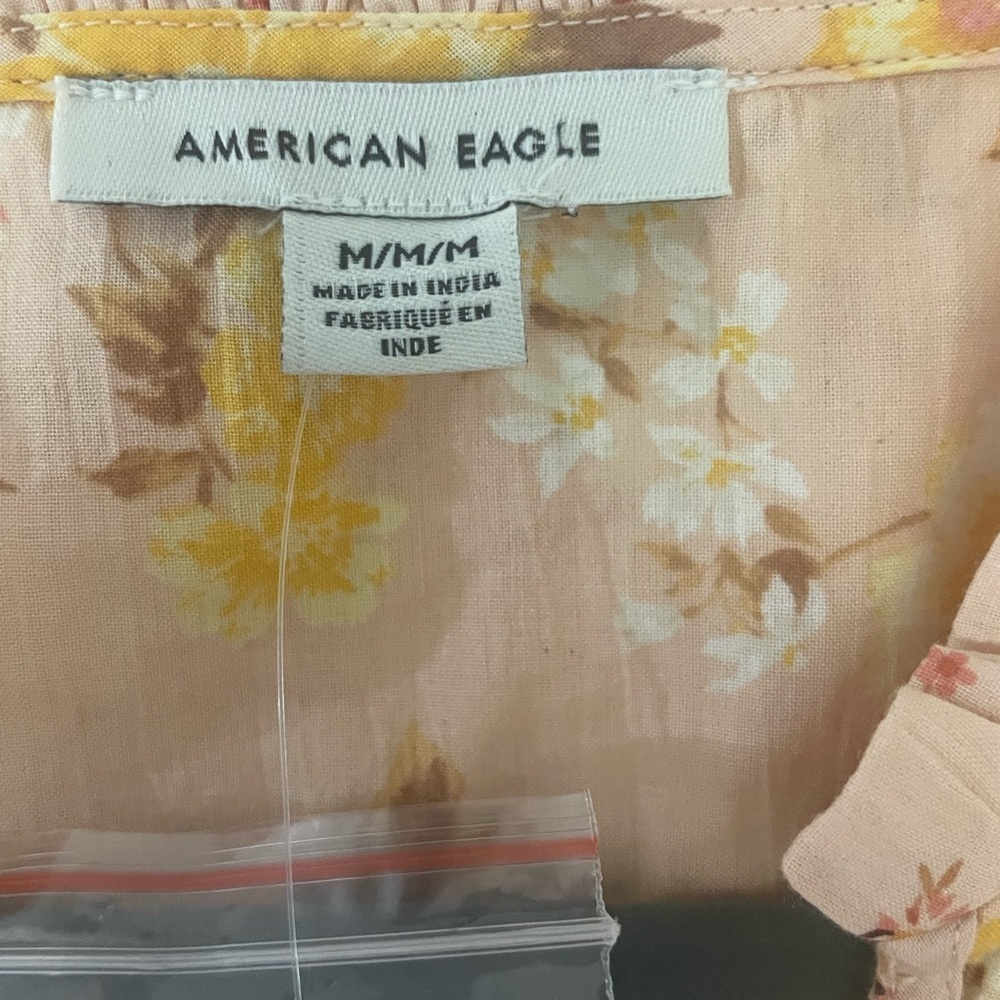 AMERICAN EAGLE
M/M/M
MADE IN INDIA
FABRIQUÉ EN
INDE